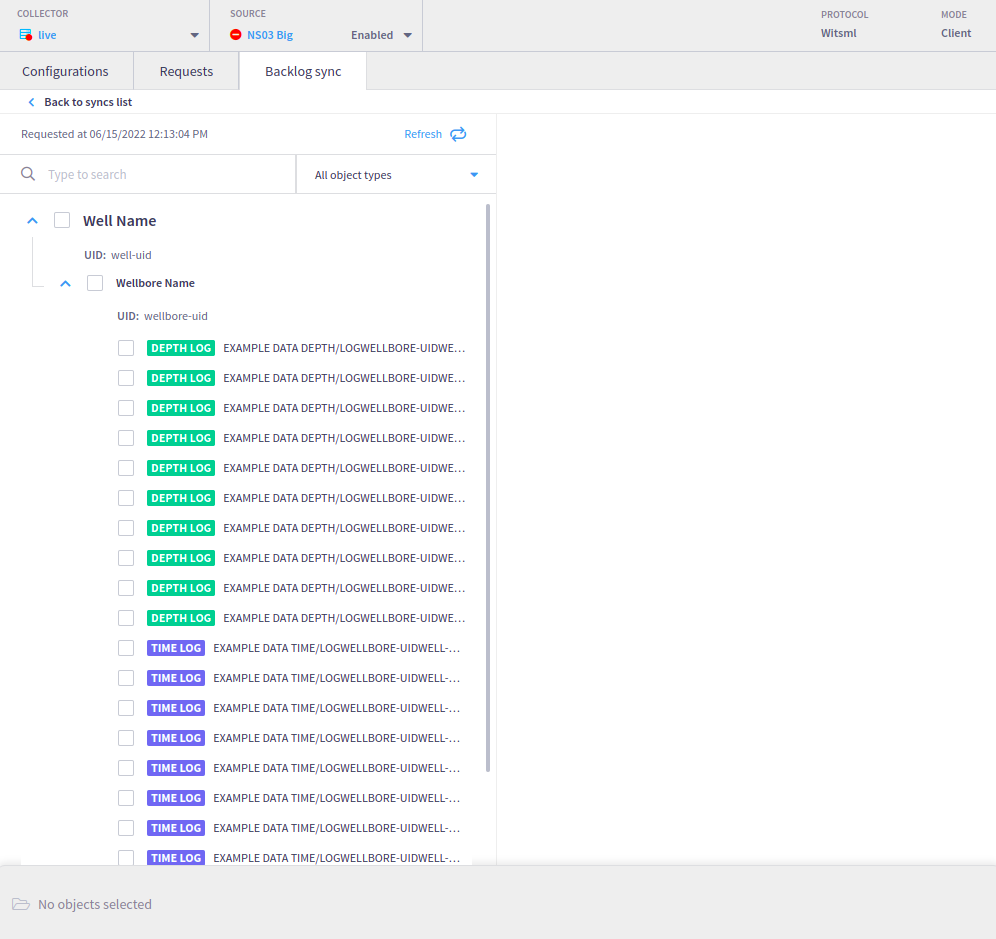 COLLECTOR
live
SOURCE
NS03 Big
Enabled
PROTOCOL
Witsml
MODE
Client
Configurations
Requests
Backlog sync
Back to syncs list
Requested at 06/15/2022 12:13:04 PM
Refresh
Type to search
All object types
Well Name
UID: well-uid
Wellbore Name
UID: wellbore-uid
DEPTH LOG EXAMPLE DATA DEPTH/LOGWELLBORE-UIDWE...
DEPTH LOG EXAMPLE DATA DEPTH/LOGWELLBORE-UIDWE...
DEPTH LOG EXAMPLE DATA DEPTH/LOGWELLBORE-UIDWE...
DEPTH LOG EXAMPLE DATA DEPTH/LOGWELLBORE-UIDWE...
DEPTH LOG EXAMPLE DATA DEPTH/LOGWELLBORE-UIDWE...
DEPTH LOG EXAMPLE DATA DEPTH/LOGWELLBORE-UIDWE...
DEPTH LOG EXAMPLE DATA DEPTH/LOGWELLBORE-UIDWE...
DEPTH LOG EXAMPLE DATA DEPTH/LOGWELLBORE-UIDWE...
DEPTH LOG EXAMPLE DATA DEPTH/LOGWELLBORE-UIDWE...
DEPTH LOG EXAMPLE DATA DEPTH/LOGWELLBORE-UIDWE...
TIME LOG EXAMPLE DATA TIME/LOGWELLBORE-UIDWELL-...
TIME LOG EXAMPLE DATA TIME/LOGWELLBORE-UIDWELL-...
TIME LOG EXAMPLE DATA TIME/LOGWELLBORE-UIDWELL-...
TIME LOG EXAMPLE DATA TIME/LOGWELLBORE-UIDWELL-...
TIME LOG EXAMPLE DATA TIME/LOGWELLBORE-UIDWELL-...
TIME LOG EXAMPLE DATA TIME/LOGWELLBORE-UIDWELL-...
TIME LOG EXAMPLE DATA TIME/LOGWELLBORE-UIDWELL-...
TIME LOG EXAMPLE DATA TIME/LOGWELLBORE-UIDWELL-...
No objects selected